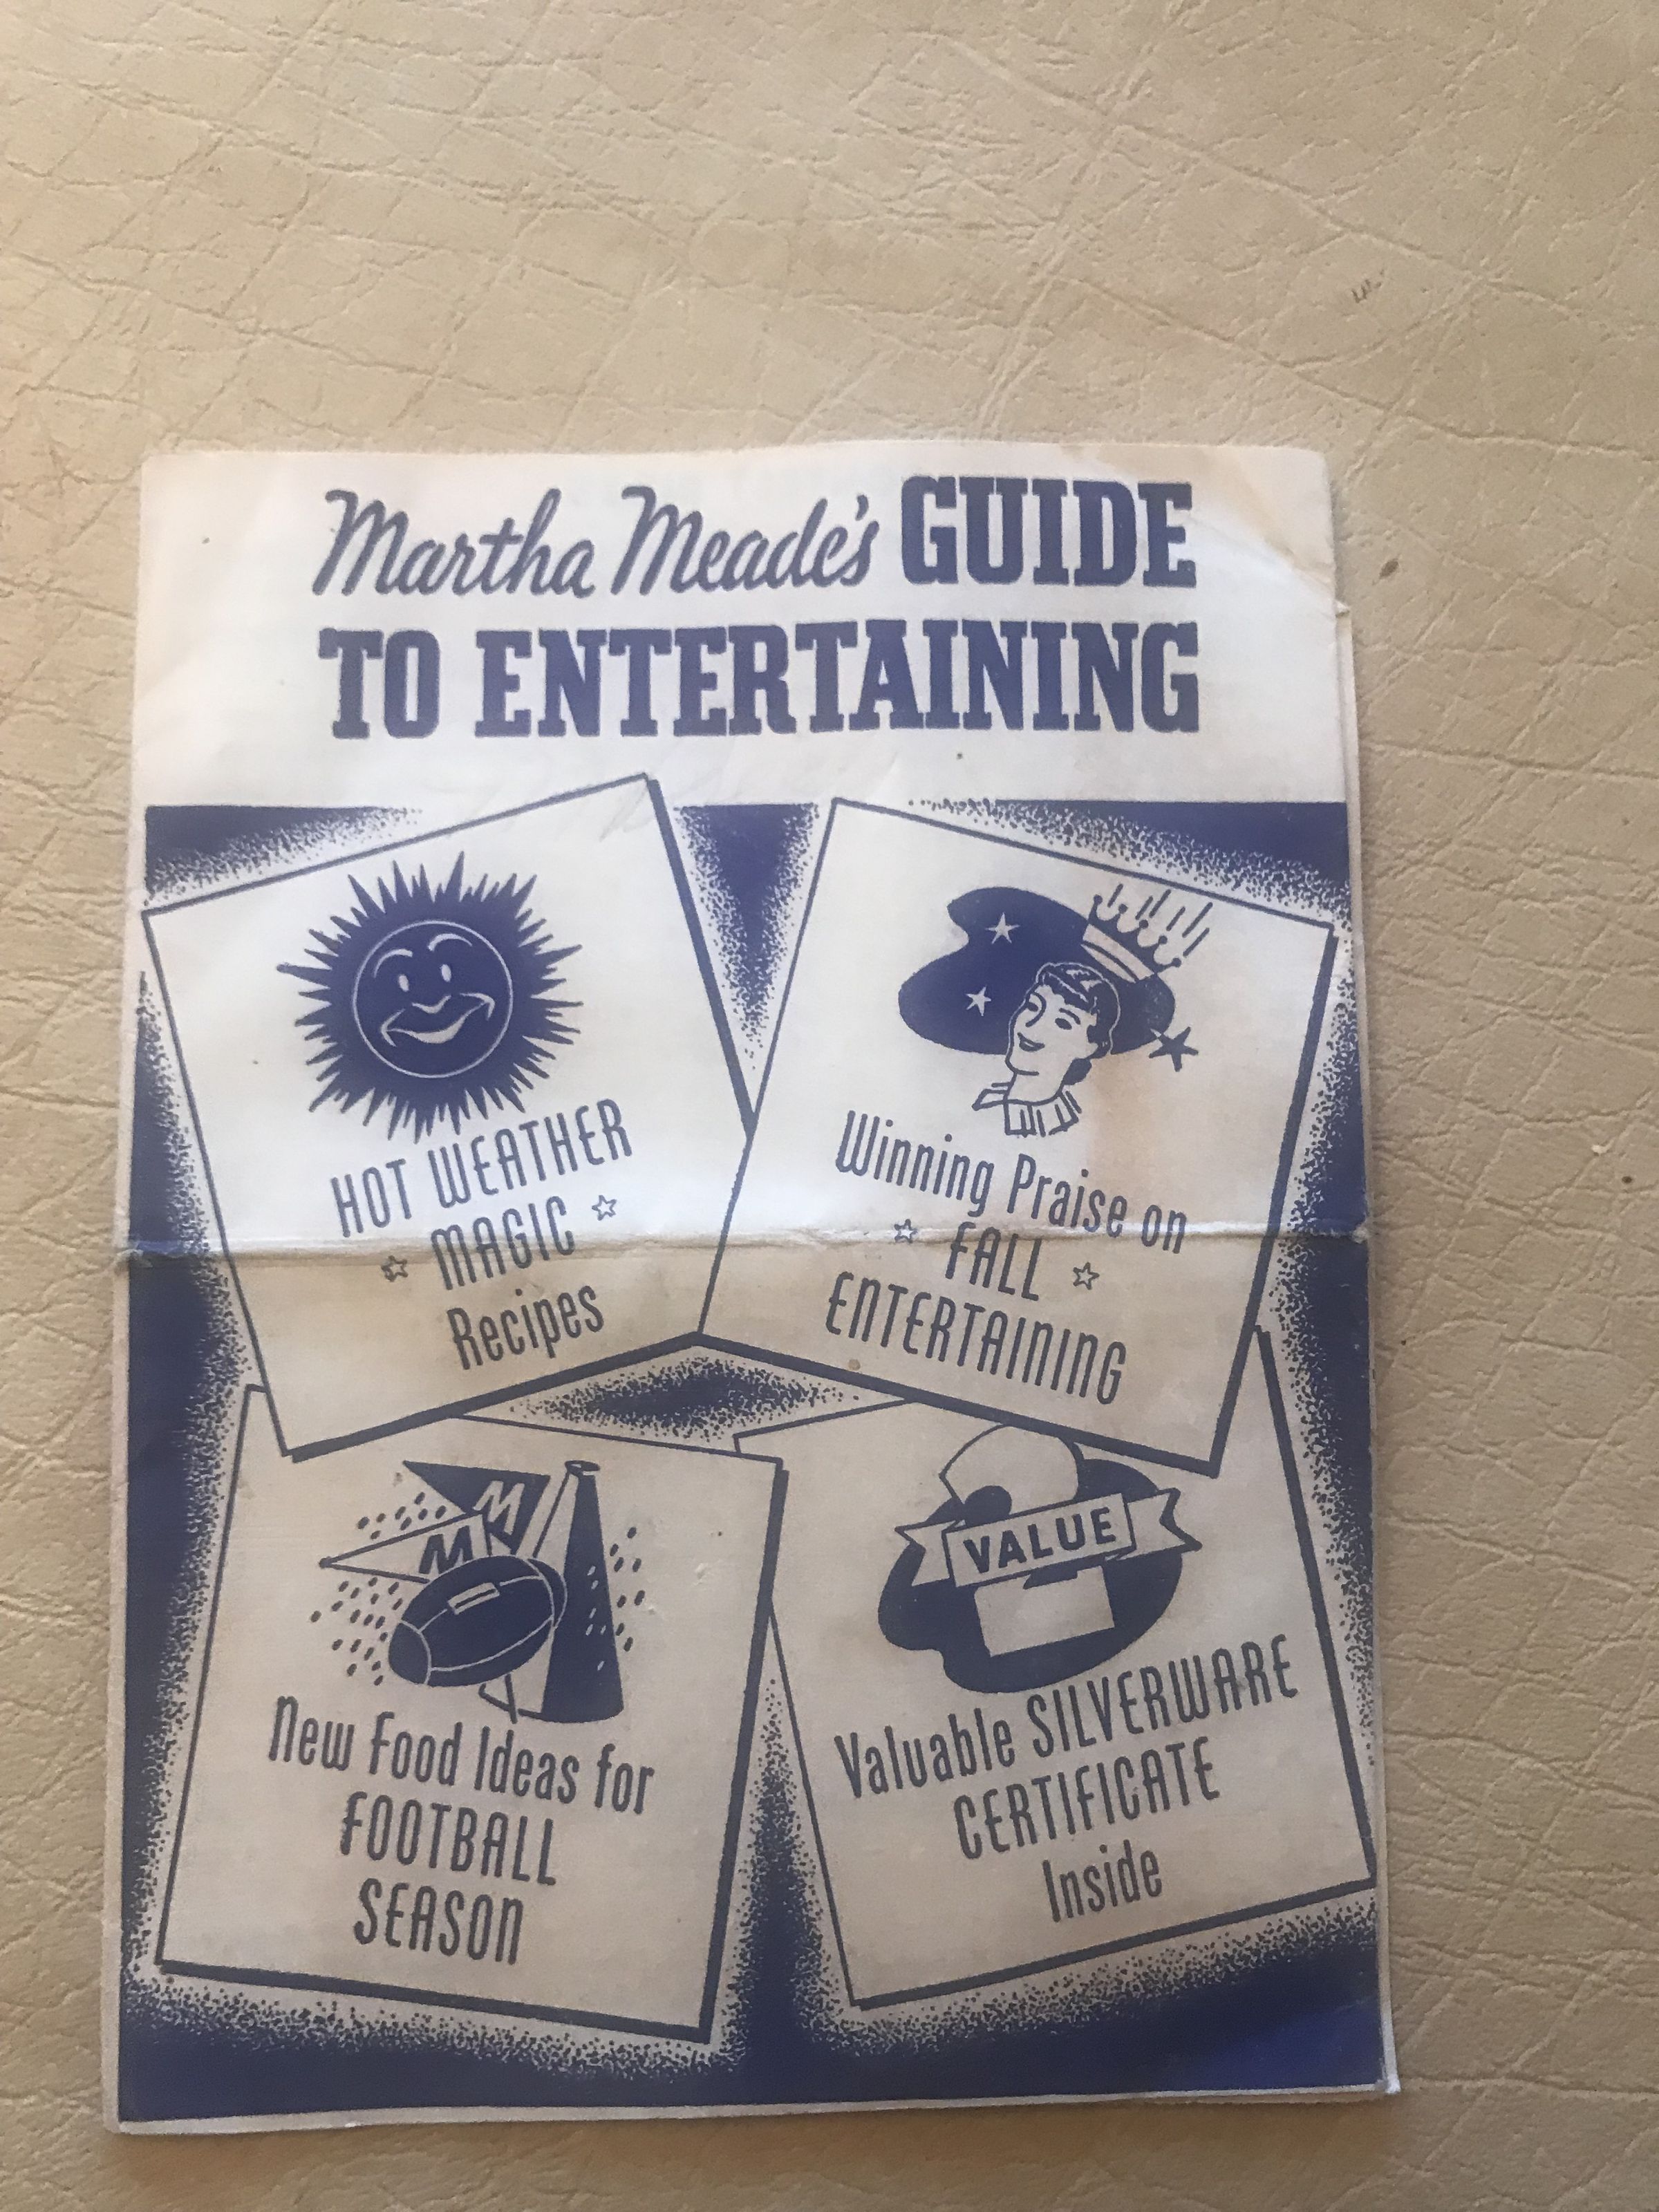 Martha Meade's GUIDE
TO ENTERTAINING
HOT WEATHER
MAGIC
Recipes
Winning Praise on
FALL
ENTERTAINING
M
M
New Food Ideas for
FOOTBALL
SEASON
VALUE
Valuable SILVERWARE
CERTIFICATE
Inside